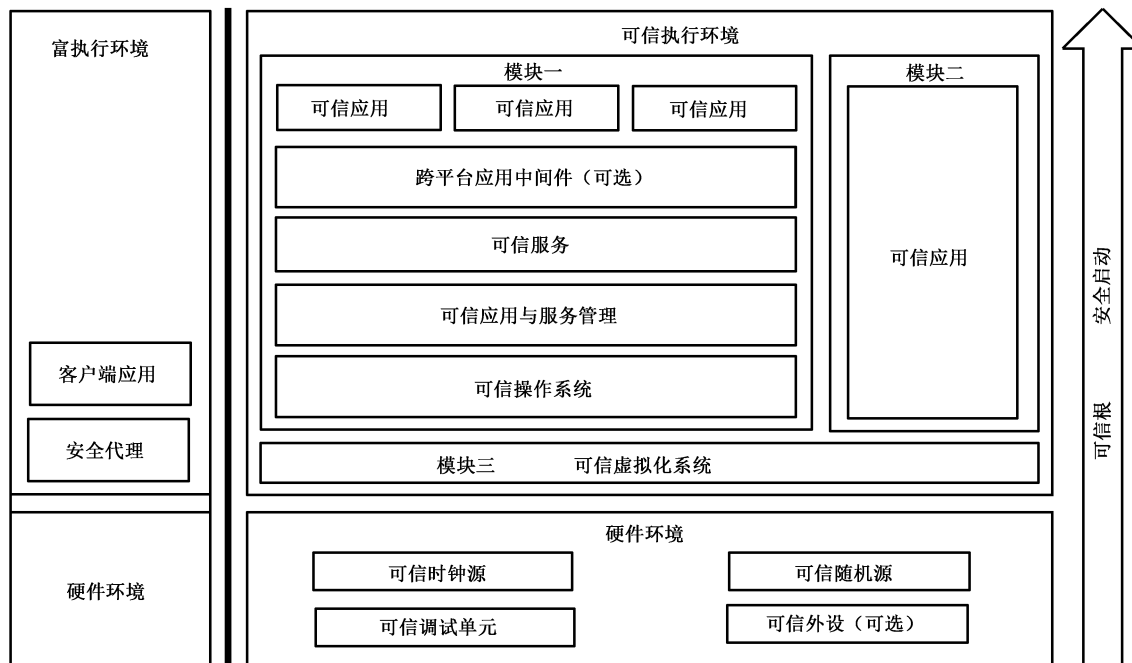 富执行环境
客户端应用
安全代理
硬件环境
可信执行环境
模块一
可信应用
可信应用
可信应用
跨平台应用中间件（可选）
可信服务
可信应用与服务管理
可信操作系统
模块二
可信应用
模块三 可信虚拟化系统
硬件环境
可信时钟源
可信随机源
可信调试单元
可信外设（可选）
可信根 安全启动